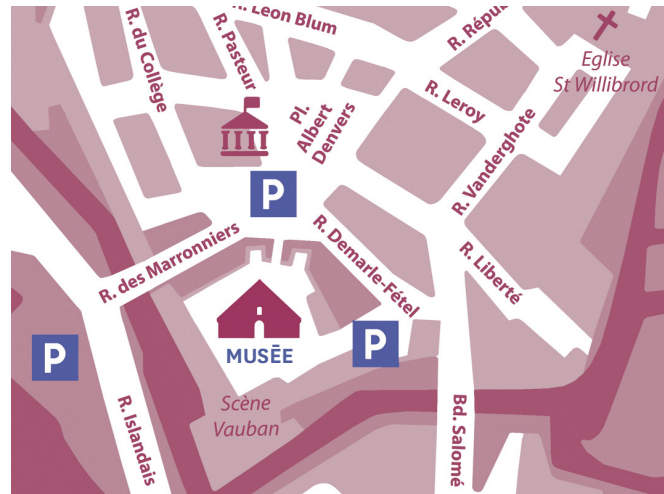 R. Leon Blum
R. Répu
R. du Collège
R. Pasteur
Eglise
St Willibrord
R. Leroy
Pl.
Albert
Denvers
R. Vanderghote
P
R. des Marronniers
R. Demarle-Fétel
R. Liberté
MUSÉE
P
P
R. Islandais
Scène
Vauban
Bd. Salomé